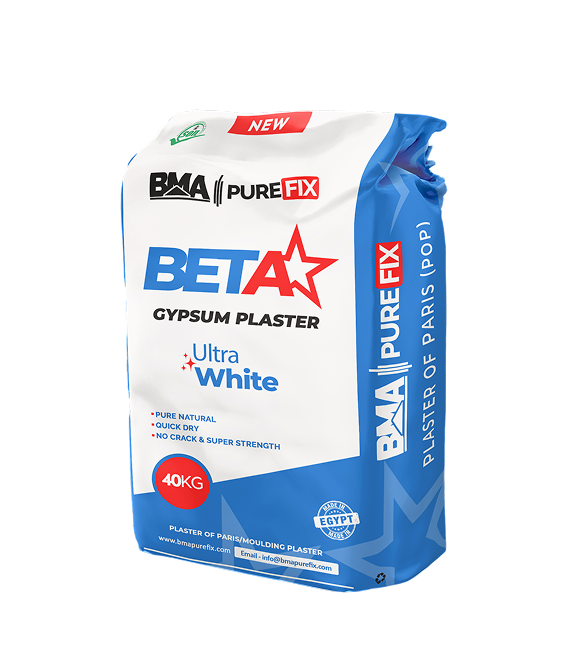 NEW
BMA PUREFIX
BETA
GYPSUM PLASTER
Ultra
White
• PURE NATURAL
• QUICK DRY
• NO CRACK & SUPER STRENGTH
40KG
MADE IN
EGYPT
MADE IN
PLASTER OF PARIS/MOULDING PLASTER
www.bmapurefix.com
Email - info@bmapurefix.com
BMA PUREFIX
PLASTER OF PARIS (POP)